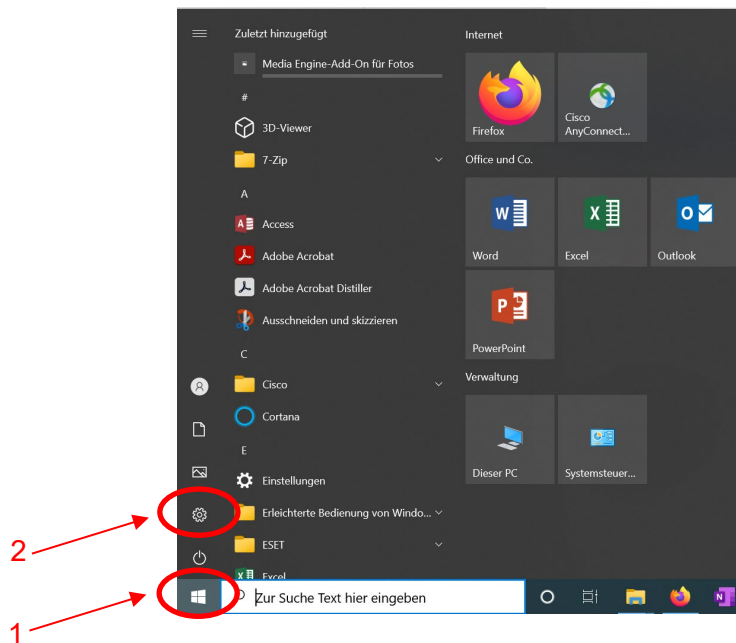 Zuletzt hinzugefügt
Media Engine-Add-On für Fotos
#
3D-Viewer
7-Zip
A
Access
Adobe Acrobat
Adobe Acrobat Distiller
Ausschneiden und skizzieren
C
Cisco
Cortana
E
Einstellungen
Erleichterte Bedienung von Windo...
ESET
Excel
Internet
Firefox
Cisco
AnyConnect...
Office und Co.
Word
Excel
Outlook
PowerPoint
Verwaltung
Dieser PC
Systemsteuer...
2
1
Zur Suche Text hier eingeben